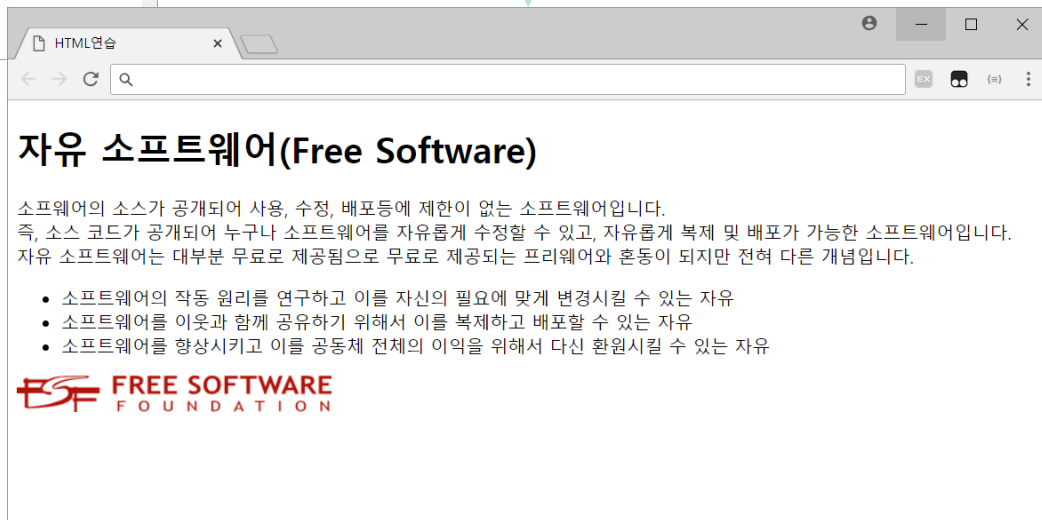 HTML연습
EX
{≡}
자유 소프트웨어(Free Software)
소프웨어의 소스가 공개되어 사용, 수정, 배포등에 제한이 없는 소프트웨어입니다.
즉, 소스 코드가 공개되어 누구나 소프트웨어를 자유롭게 수정할 수 있고, 자유롭게 복제 및 배포가 가능한 소프트웨어입니다.
자유 소프트웨어는 대부분 무료로 제공됨으로 무료로 제공되는 프리웨어와 혼동이 되지만 전혀 다른 개념입니다.
• 소프트웨어의 작동 원리를 연구하고 이를 자신의 필요에 맞게 변경시킬 수 있는 자유
• 소프트웨어를 이웃과 함께 공유하기 위해서 이를 복제하고 배포할 수 있는 자유
• 소프트웨어를 향상시키고 이를 공동체 전체의 이익을 위해서 다신 환원시킬 수 있는 자유
FSF FREE SOFTWARE
FOUNDATION